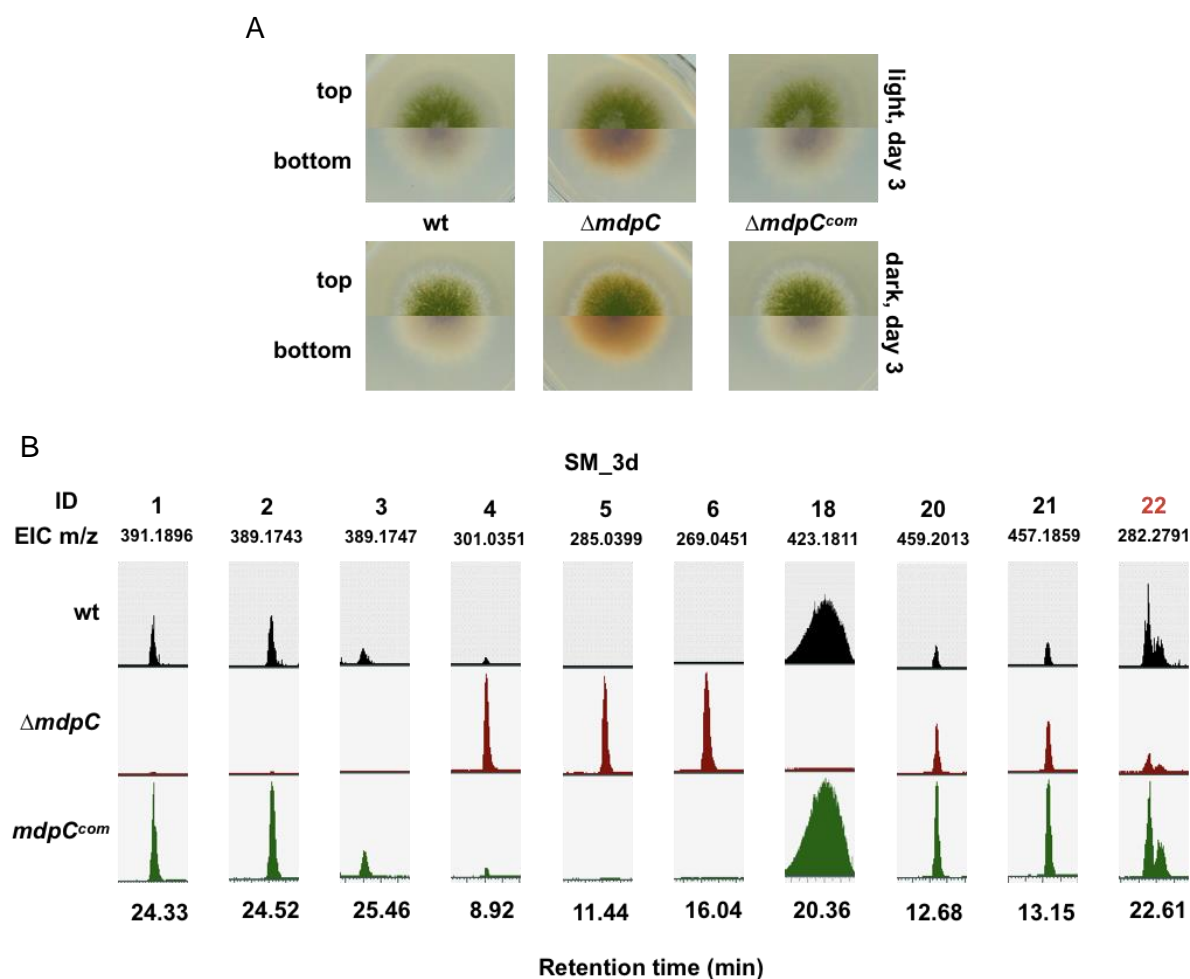 A
top
bottom
light, day 3
wt ΔmdpC ΔmdpCcom
top
bottom
dark, day 3
B
SM_3d
ID 1 2 3 4 5 6 18 20 21 22
EIC m/z 391.1896 389.1743 389.1747 301.0351 285.0399 269.0451 423.1811 459.2013 457.1859 282.2791
wt
ΔmdpC
mdpCcom
24.33 24.52 25.46 8.92 11.44 16.04 20.36 12.68 13.15 22.61
Retention time (min)